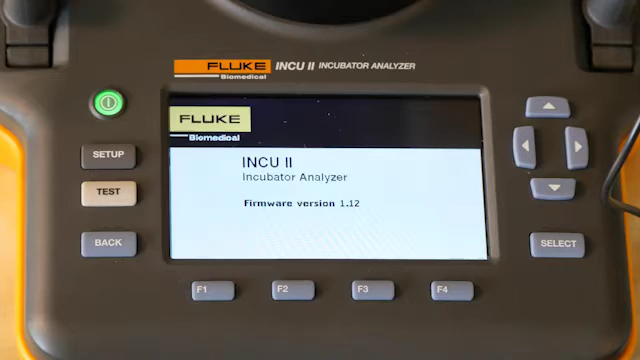 FLUKE INCU II INCUBATOR ANALYZER
Biomedical
FLUKE
Biomedical
SETUP
TEST
BACK
INCU II
Incubator Analyzer
Firmware version 1.12
SELECT
F1 F2 F3 F4